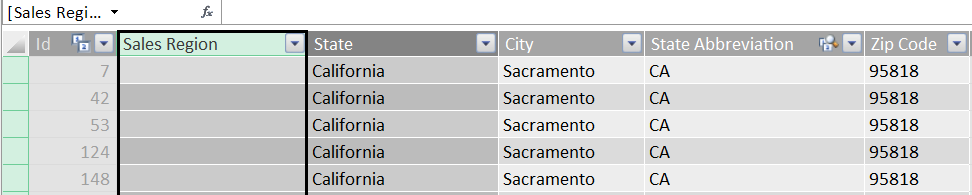 [Sales Regi... fx
Id Sales Region State City State Abbreviation Zip Code
7 California Sacramento CA 95818
42 California Sacramento CA 95818
53 California Sacramento CA 95818
124 California Sacramento CA 95818
148 California Sacramento CA 95818